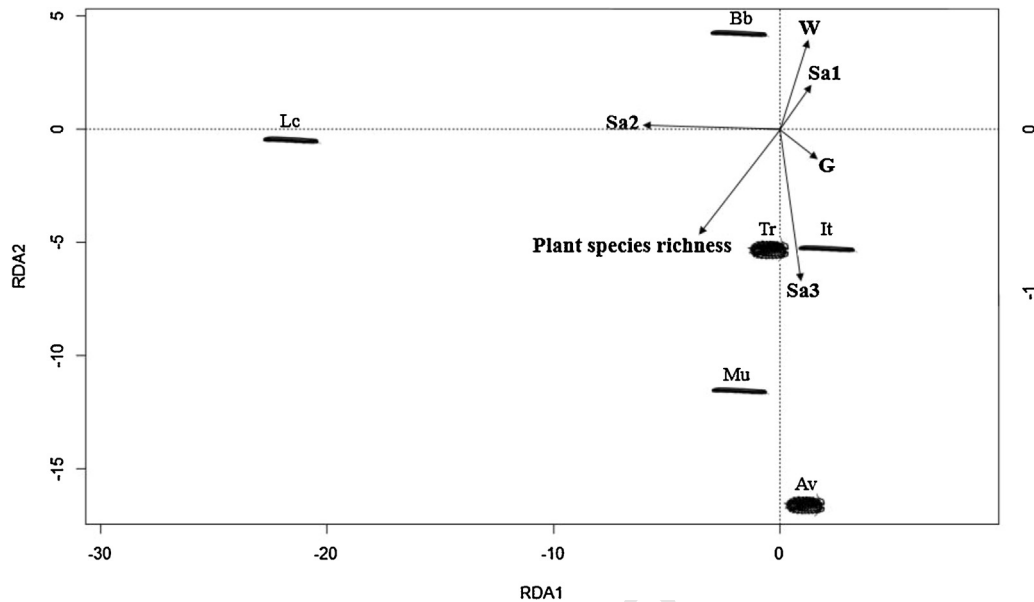 5
Bb
W
Sa1
Lc
Sa2
0
0
G
Plant species richness
Tr
It
-5
Sa3
-1
RDA2
-10
Mu
-15
Av
-30
-20
-10
0
RDA1